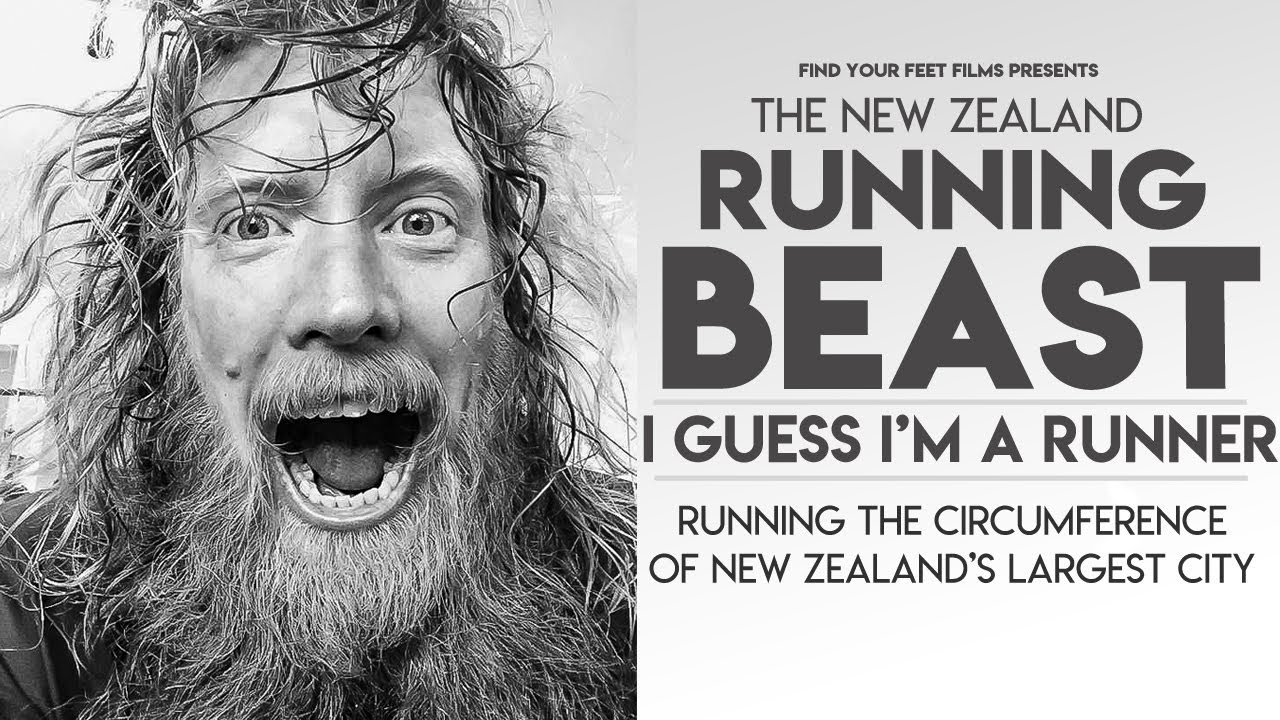 FIND YOUR FEET FILMS PRESENTS
THE NEW ZEALAND
RUNNING
BEAST
I GUESS I'M A RUNNER
RUNNING THE CIRCUMFERENCE
OF NEW ZEALAND'S LARGEST CITY